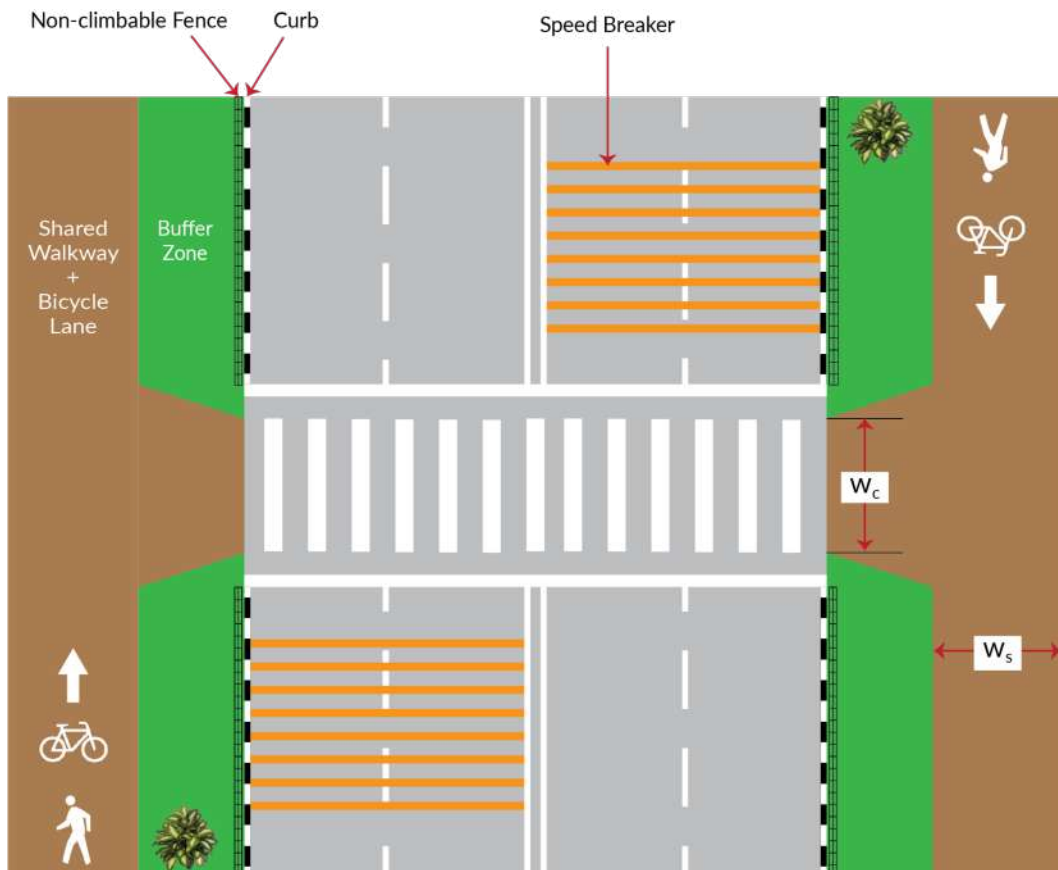 Non-climbable Fence
Curb
Speed Breaker
Shared
Walkway
+
Bicycle
Lane
Buffer
Zone
Wc
Ws